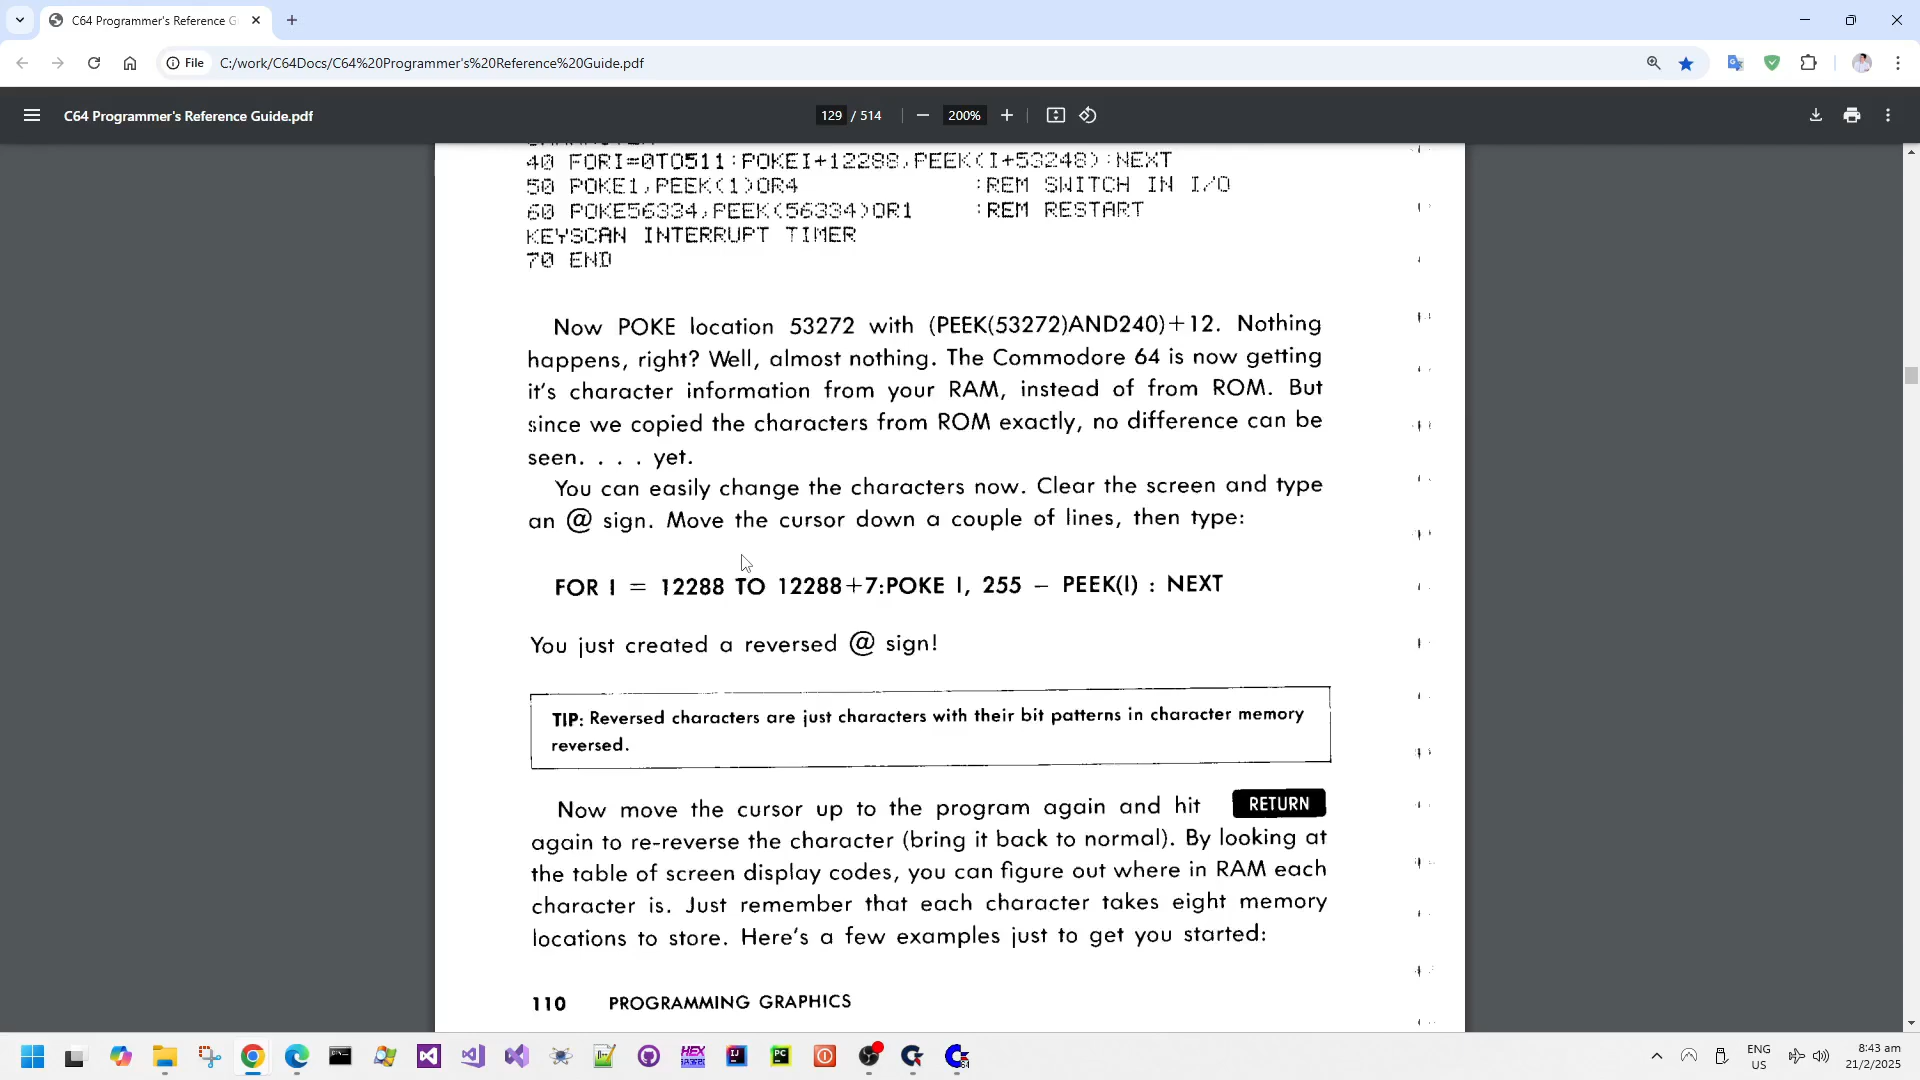 C64 Programmer's Reference G
File
C:/work/C64Docs/C64%20Programmer's%20Reference%20Guide.pdf
C64 Programmer's Reference Guide.pdf
129 / 514
200%
40 FORI=0TO511:POKEI+12288,PEEK(I+53248):NEXT
50 POKE1,PEEK(1)OR4 :REM SWITCH IN I/O
60 POKE56334,PEEK(56334)OR1 :REM RESTART
KEYSCAN INTERRUPT TIMER
70 END
Now POKE location 53272 with (PEEK(53272)AND240)+12. Nothing
happens, right? Well, almost nothing. The Commodore 64 is now getting
it's character information from your RAM, instead of from ROM. But
since we copied the characters from ROM exactly, no difference can be
seen. . . . yet.
You can easily change the characters now. Clear the screen and type
an @ sign. Move the cursor down a couple of lines, then type:
FOR I = 12288 TO 12288+7:POKE I, 255 − PEEK(I) : NEXT
You just created a reversed @ sign!
TIP: Reversed characters are just characters with their bit patterns in character memory
reversed.
Now move the cursor up to the program again and hit RETURN
again to re-reverse the character (bring it back to normal). By looking at
the table of screen display codes, you can figure out where in RAM each
character is. Just remember that each character takes eight memory
locations to store. Here's a few examples just to get you started:
110 PROGRAMMING GRAPHICS
HEX
IJ
PC
64
ENG
US
8:43 am
21/2/2025